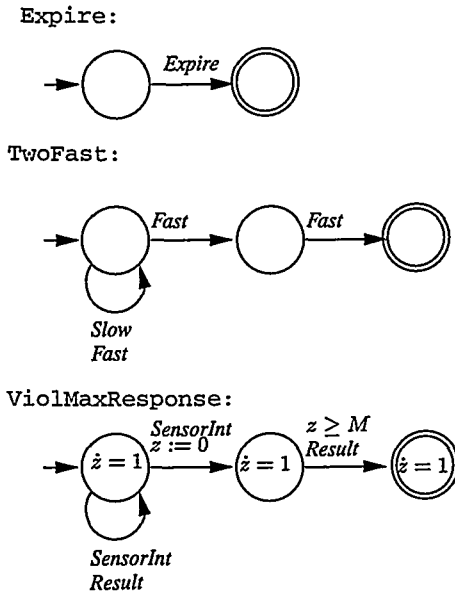 Expire:
Expire
TwoFast:
Fast
Fast
Slow
Fast
ViolMaxResponse:
SensorInt
z := 0
z ≥ M
Result
ż = 1
ż = 1
ż = 1
SensorInt
Result